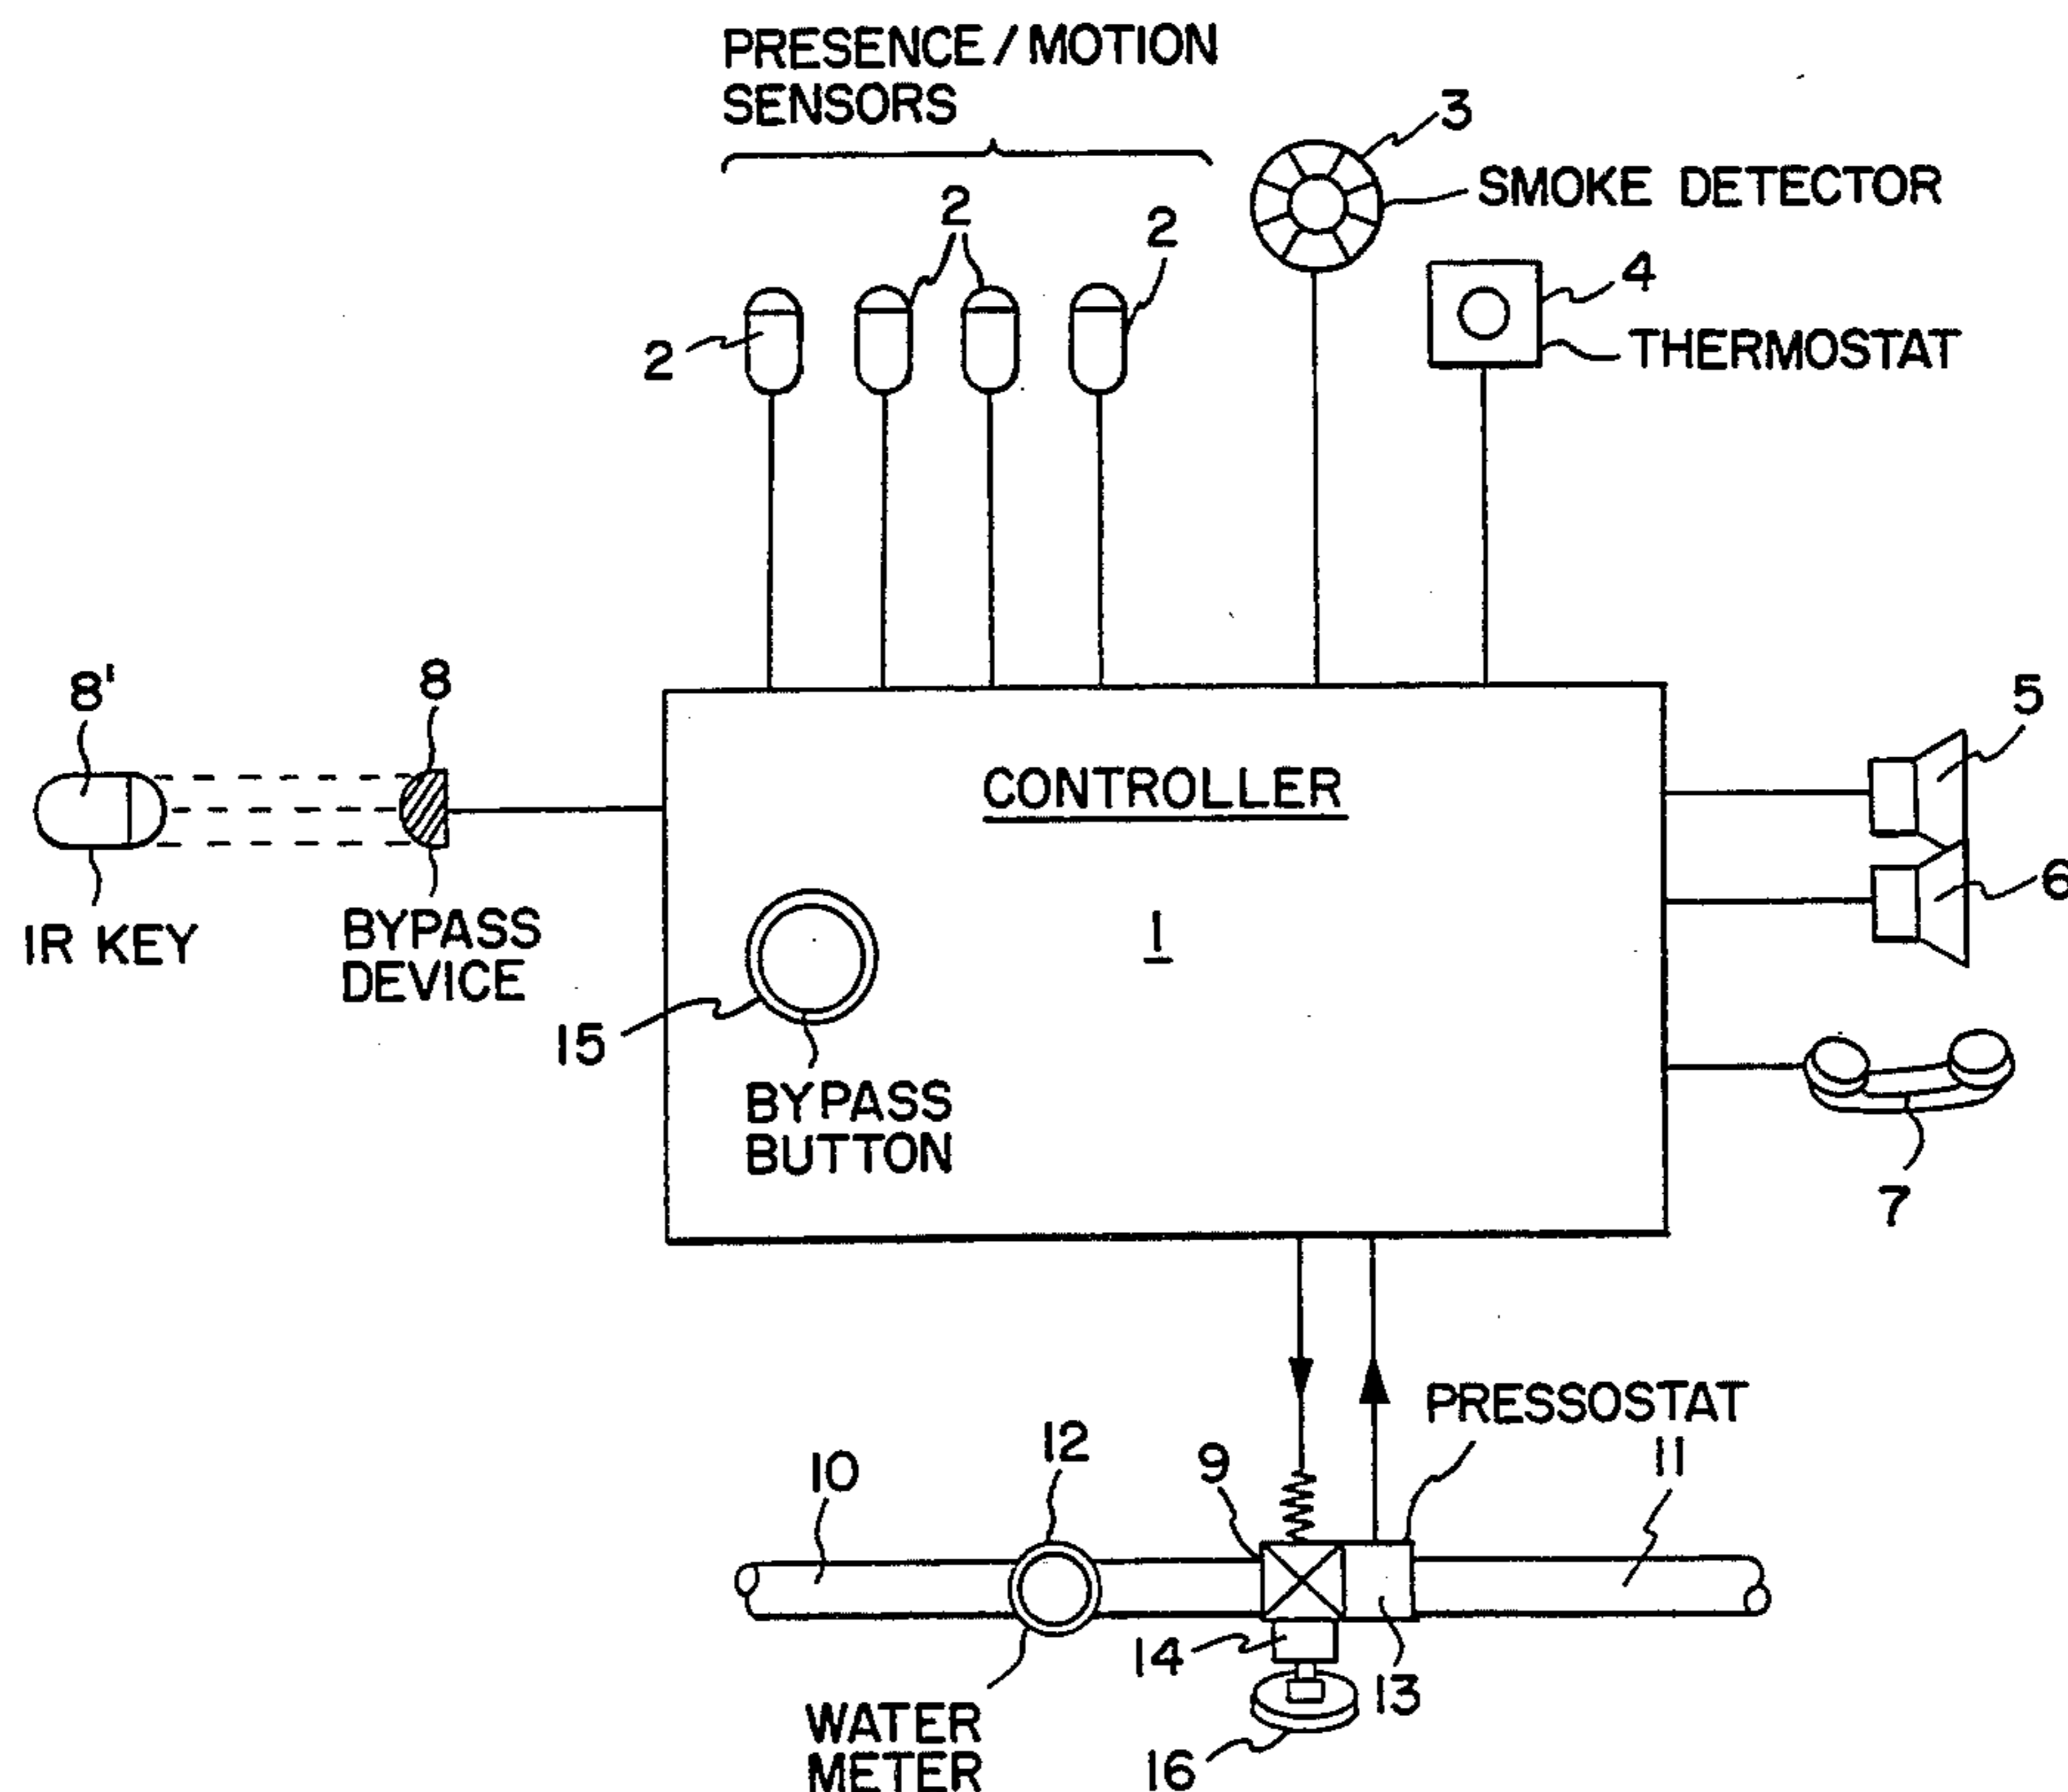 PRESENCE/MOTION
SENSORS
3
SMOKE DETECTOR
2
2
2
4
THERMOSTAT
8'
8
5
CONTROLLER
6
1
IR KEY
BYPASS
DEVICE
15
BYPASS
BUTTON
7
PRESSOSTAT
10
12
9
11
14
13
WATER
METER
16